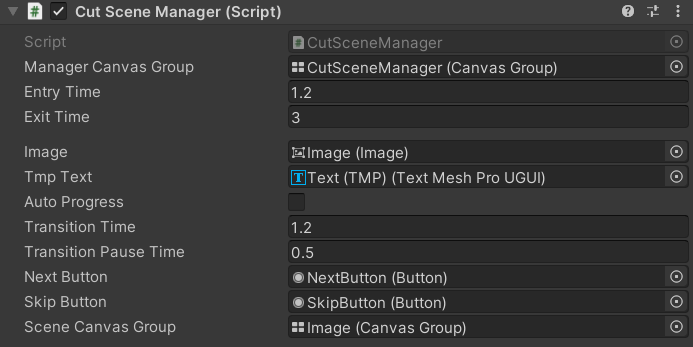 Cut Scene Manager (Script)
Script CutSceneManager
Manager Canvas Group CutSceneManager (Canvas Group)
Entry Time 1.2
Exit Time 3
Image Image (Image)
Tmp Text Text (TMP) (Text Mesh Pro UGUI)
Auto Progress
Transition Time 1.2
Transition Pause Time 0.5
Next Button NextButton (Button)
Skip Button SkipButton (Button)
Scene Canvas Group Image (Canvas Group)